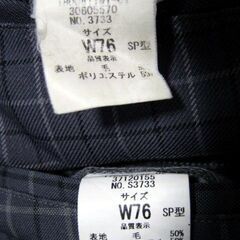 30605570
NO. 3733
サイズ
W76 SP型
品質表示
表地 毛 50%
ポリエステル 50%
37120155
NO. S3733
サイズ
W76 SP型
品質表示
表地 毛 50%